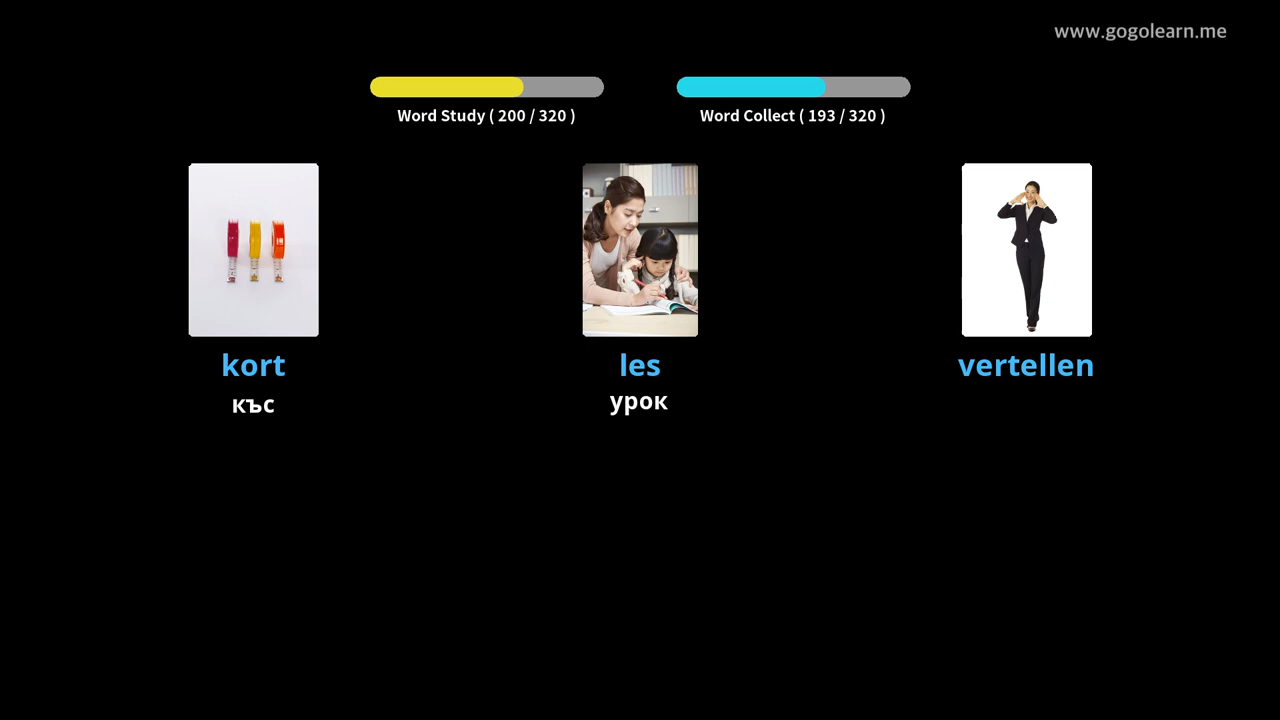 www.gogolearn.me
Word Study ( 200 / 320 )
Word Collect ( 193 / 320 )
kort
les
vertellen
къс
урок